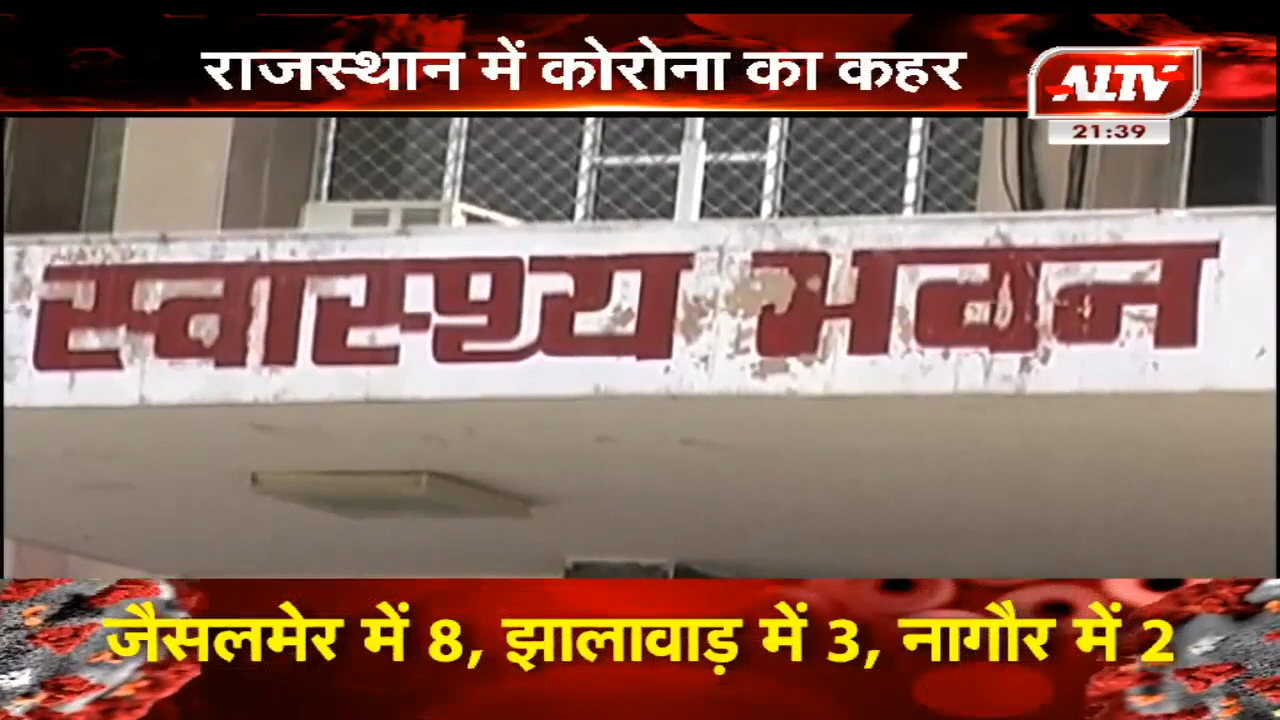 राजस्थान में कोरोना का कहर
ALTV
21:39
स्वास्थ्य भवन
जैसलमेर में 8, झालावाड़ में 3, नागौर में 2